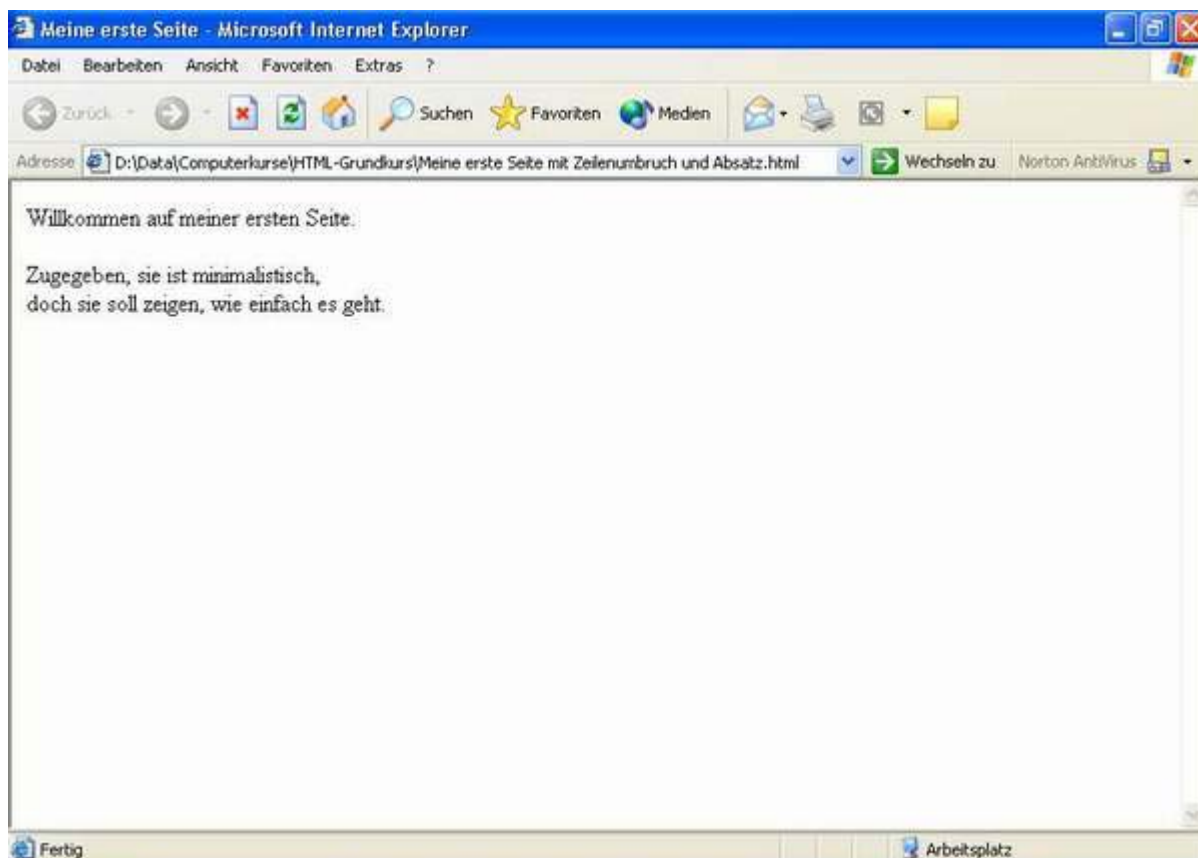 Meine erste Seite - Microsoft Internet Explorer
Datei Bearbeiten Ansicht Favoriten Extras ?
Zurück Suchen Favoriten Medien
Adresse D:\Data\Computerkurse\HTML-Grundkurs\Meine erste Seite mit Zeilenumbruch und Absatz.html Wechseln zu Norton AntiVirus
Willkommen auf meiner ersten Seite.
Zugegeben, sie ist minimalistisch,
doch sie soll zeigen, wie einfach es geht.
Fertig Arbeitsplatz